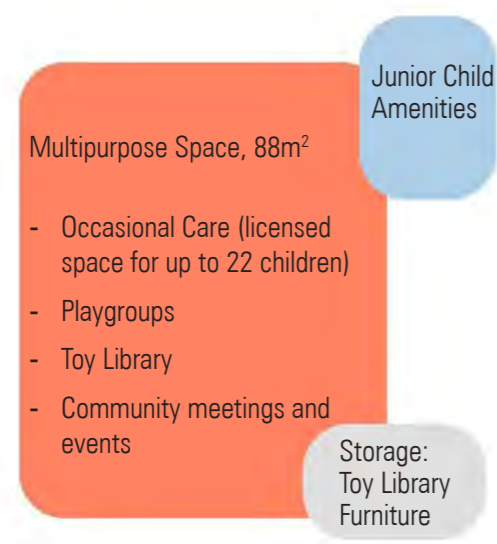 Junior Child
Amenities
Multipurpose Space, 88m²
- Occasional Care (licensed
space for up to 22 children)
- Playgroups
- Toy Library
- Community meetings and
events
Storage:
Toy Library
Furniture